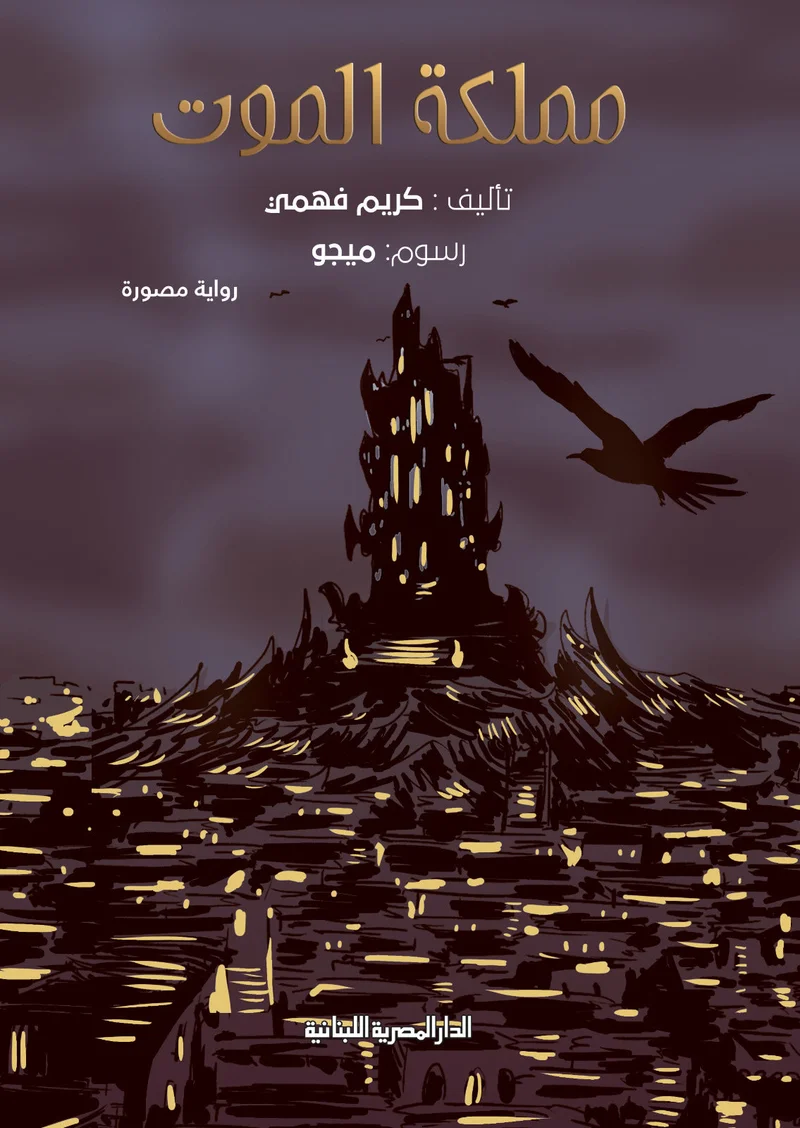 مملكة الموت
تأليف : كريم فهمي
رسوم: ميجو
رواية مصورة
الدار المصرية اللبنانية